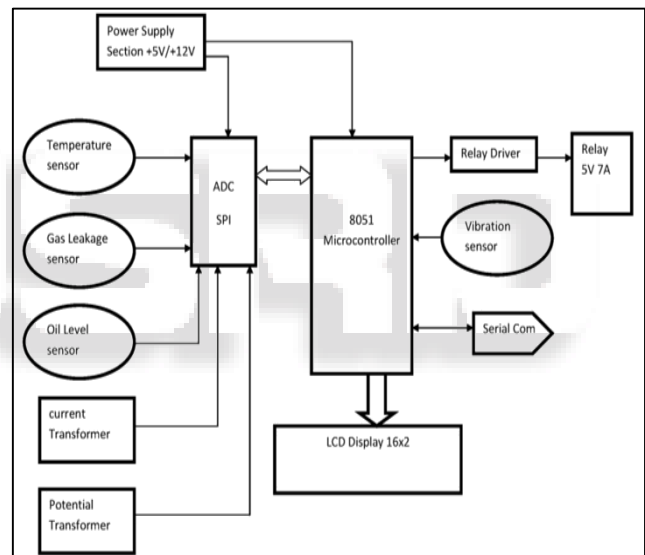 Power Supply
Section +5V/+12V
Temperature
sensor
ADC
SPI
Relay Driver
Relay
5V 7A
Gas Leakage
sensor
8051
Microcontroller
Vibration
sensor
Oil Level
sensor
Serial Com
current
Transformer
LCD Display 16x2
Potential
Transformer